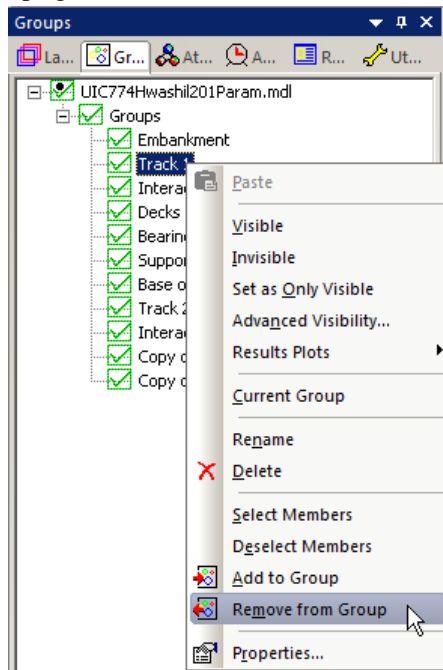 Groups
La... Gr... At... A... R... Ut...
UIC774Hwashil201Param.mdl
Groups
Embankment
Track 1
Intera
Decks
Bearin
Suppor
Base o
Track 2
Intera
Copy o
Copy o
Paste
Visible
Invisible
Set as Only Visible
Advanced Visibility...
Results Plots
Current Group
Rename
Delete
Select Members
Deselect Members
Add to Group
Remove from Group
Properties...